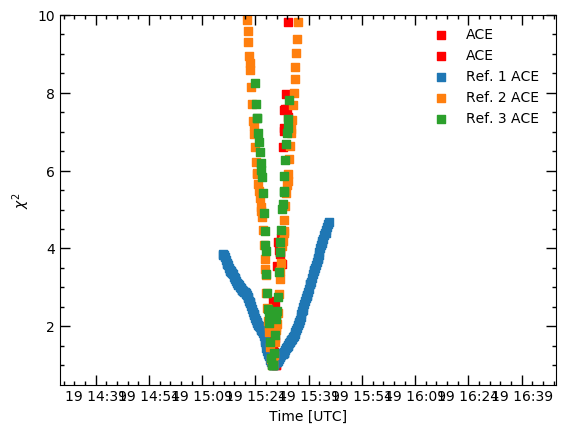 10
8
6
4
2
χ²
ACE
ACE
Ref. 1 ACE
Ref. 2 ACE
Ref. 3 ACE
19 14:39 19 14:54 19 15:09 19 15:24 19 15:39 19 15:54 19 16:09 19 16:24 19 16:39
Time [UTC]